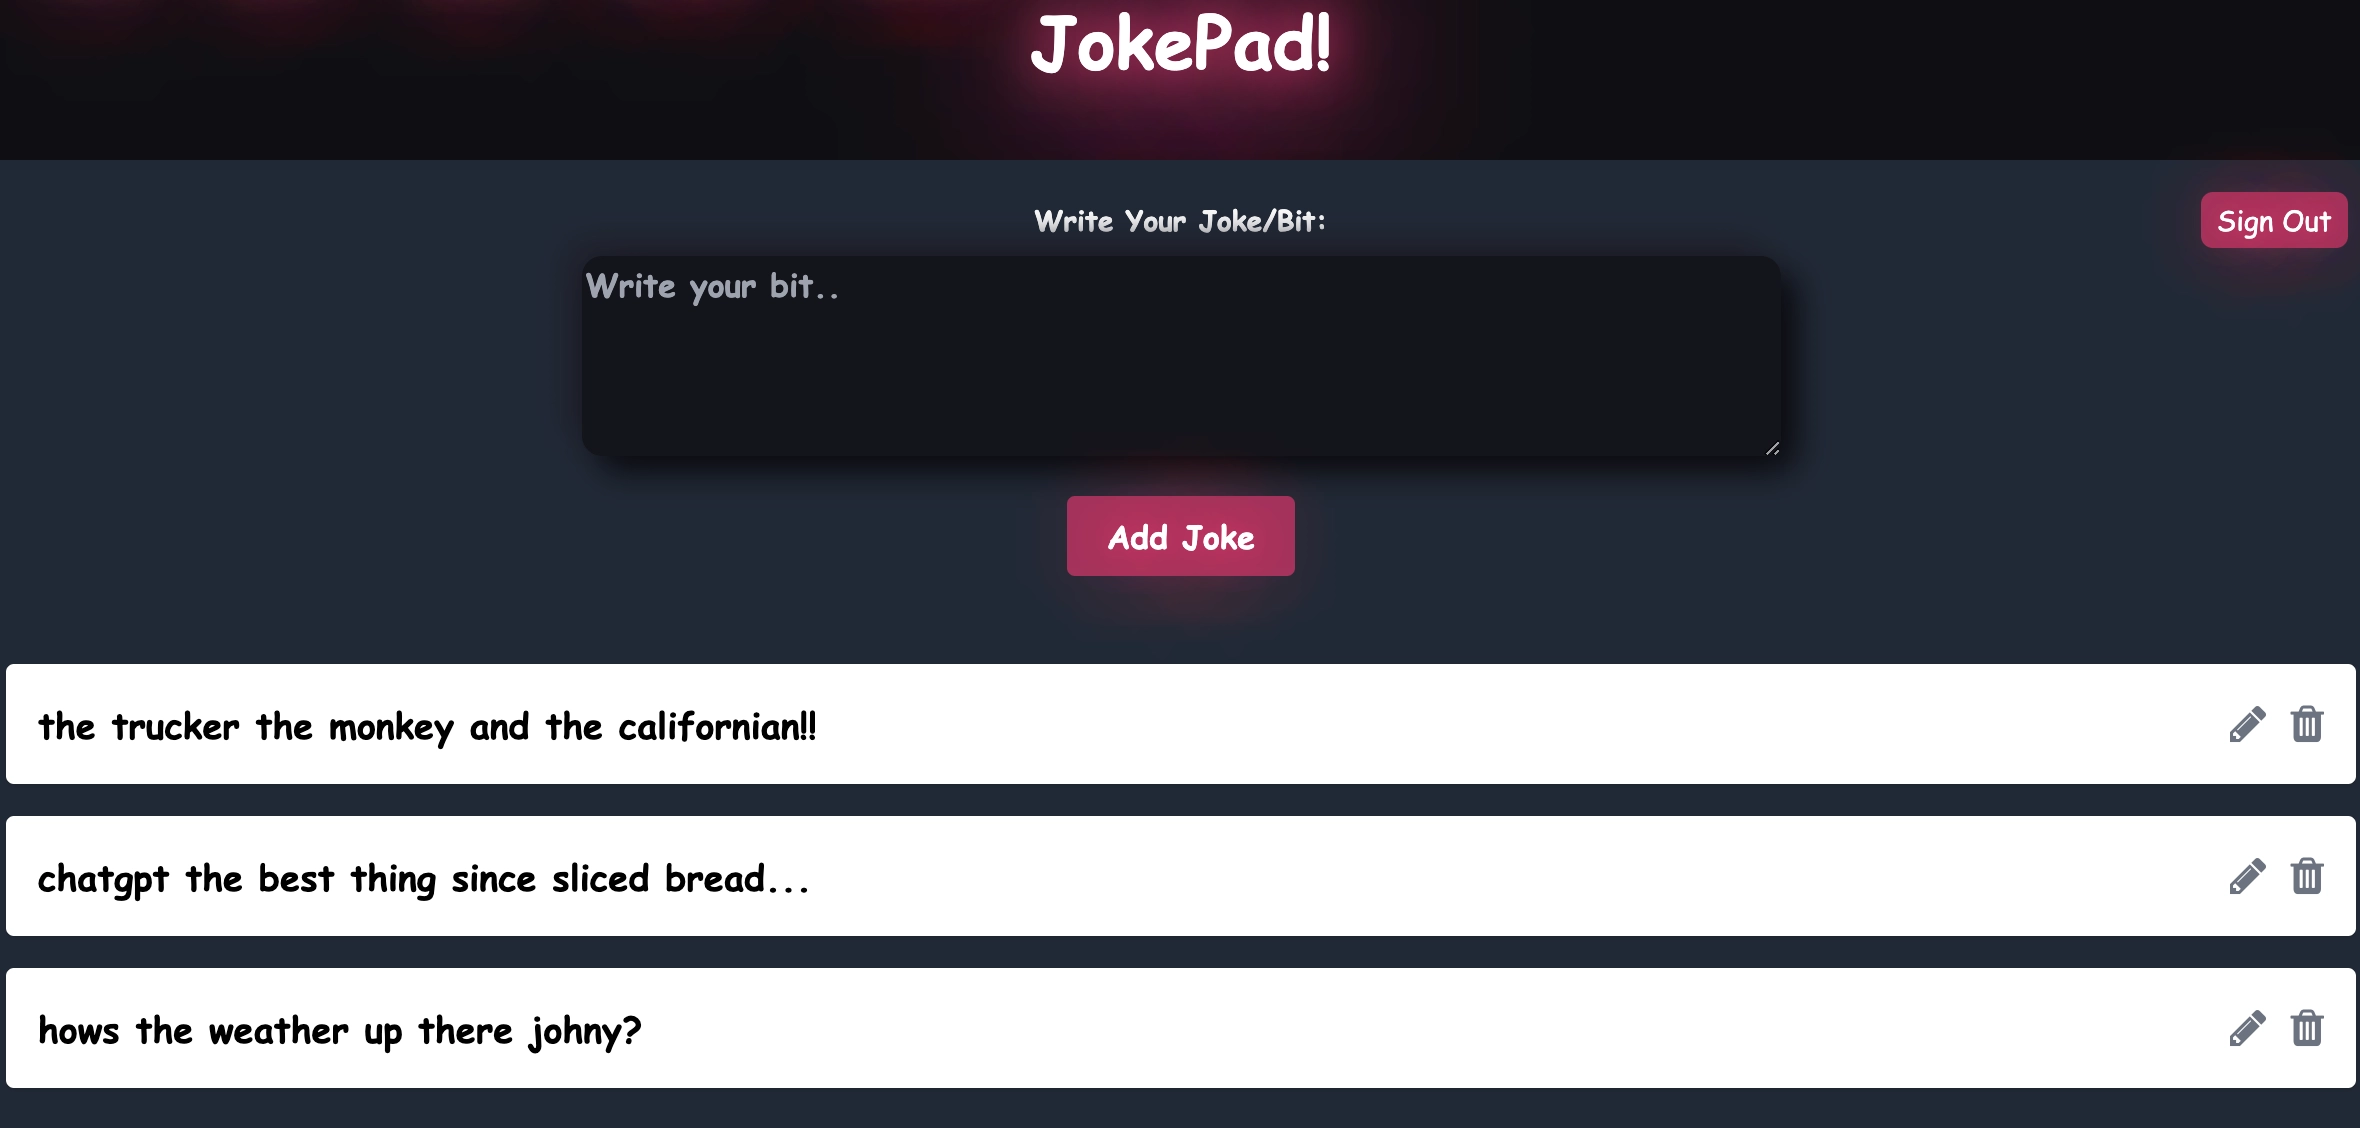 JokePad!
Write Your Joke/Bit:
Sign Out
Write your bit..
Add Joke
the trucker the monkey and the californian!!
chatgpt the best thing since sliced bread...
hows the weather up there johny?